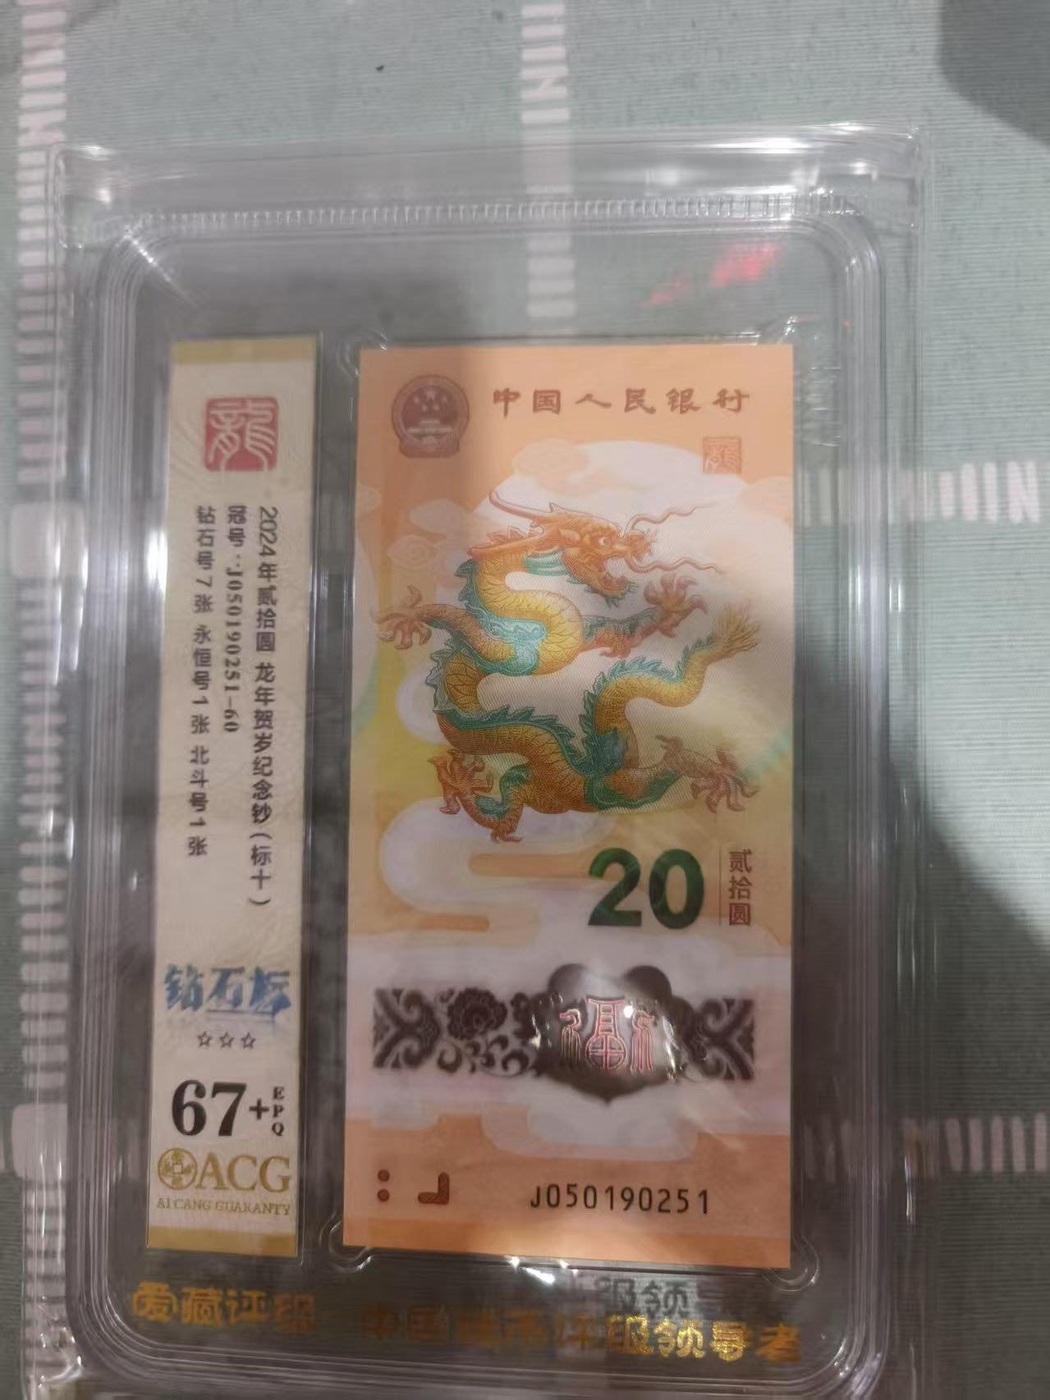 龍
2024年贰拾圆 龙年贺岁纪念钞(标十)
冠号:J050190251-60
钻石号7张 永恒号1张 北斗号1张
钻石标
☆☆☆
67+
EPQ
ACG
AI CANG GUARANTY
中国人民银行
20
贰拾圆
福
J050190251
爱藏评级